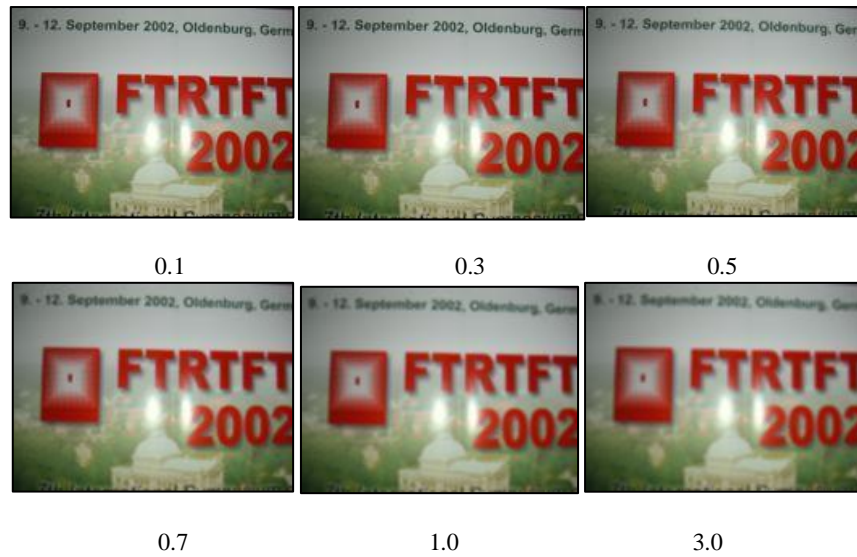 9. - 12. September 2002, Oldenburg, Germ
FTRTFT
2002
9. - 12. September 2002, Oldenburg, Germ
FTRTFT
2002
9. - 12. September 2002, Oldenburg, Ger
FTRTFT
2002
0.1
0.3
0.5
9. - 12. September 2002, Oldenburg, Germ
FTRTFT
2002
9. - 12. September 2002, Oldenburg, Germ
FTRTFT
2002
9. - 12. September 2002, Oldenburg, Ger
FTRTFT
2002
0.7
1.0
3.0